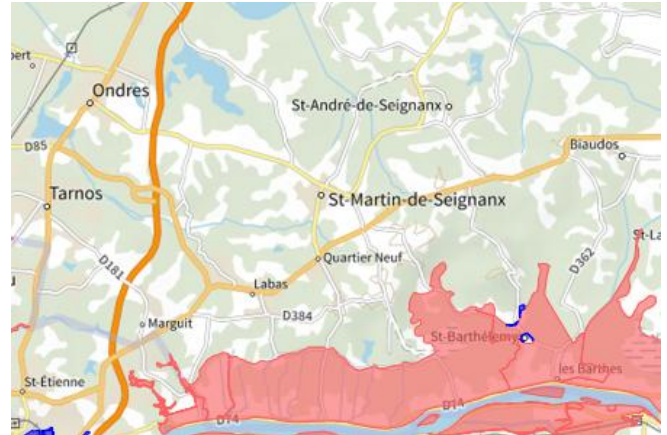 Ondres
St-André-de-Seignanx
D85
Biaudos
Tarnos
St-Martin-de-Seignanx
D362
Quartier Neuf
D181
Labas
D384
Marguit
St-Barthélemy
les Barthes
St-Étienne
D74
D74